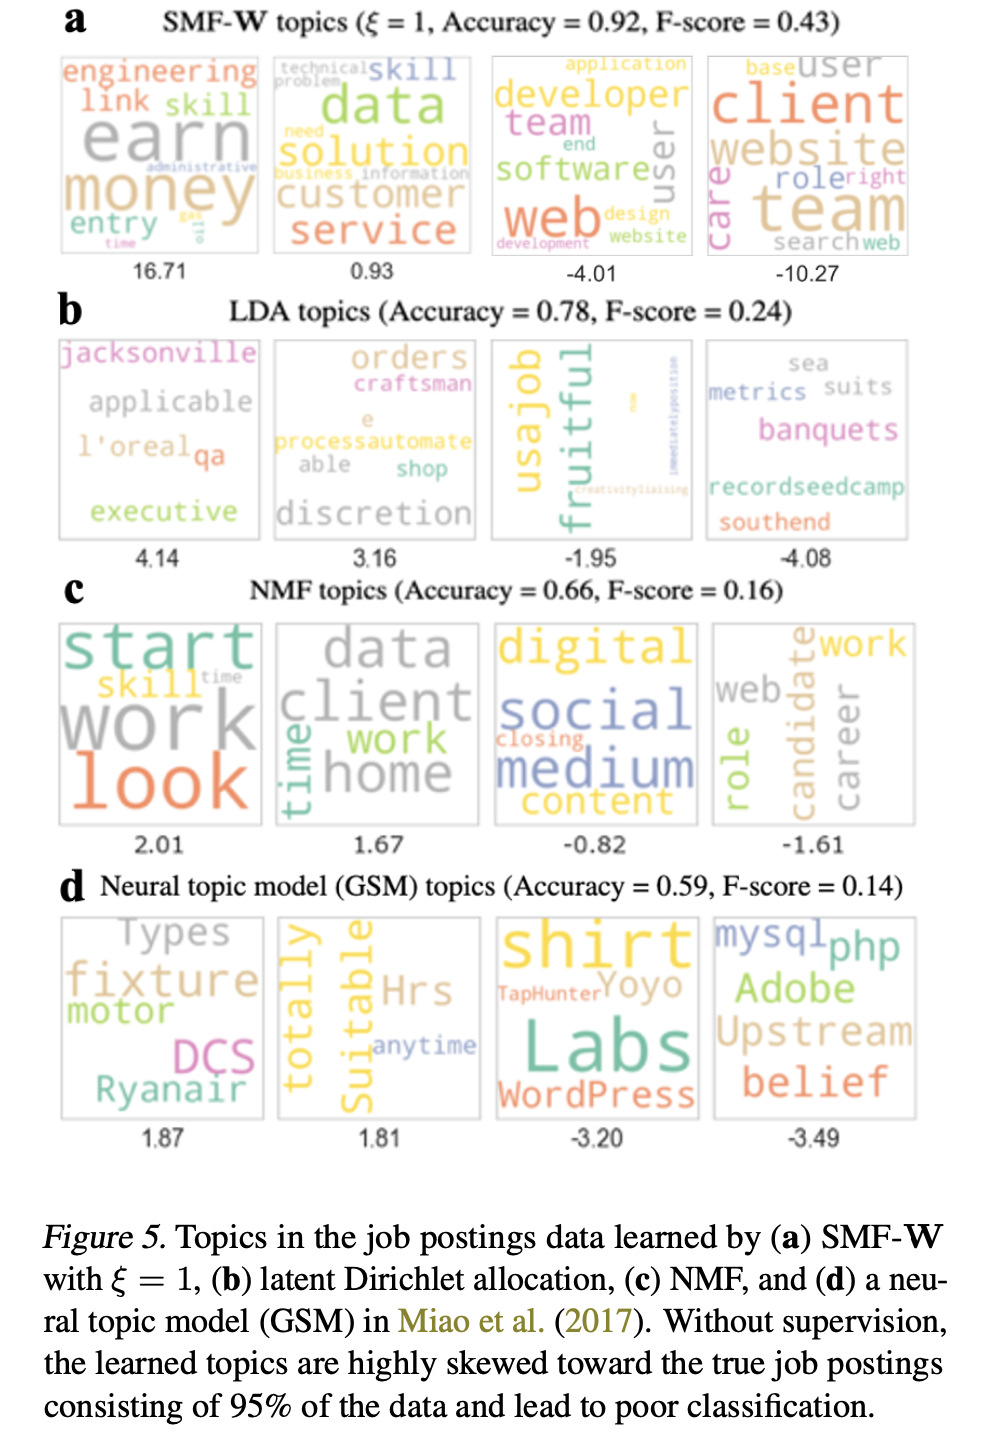 a SMF-W topics (ξ = 1, Accuracy = 0.92, F-score = 0.43)
engineering
link skill
earn
administrative
money
entry gas
oil
time
technical skill
problem
data
need
solution
business information
customer
service
application
developer
team
end
user
software
web design
website
development
base user
client
website
role right
care
team
search web
16.71 0.93 -4.01 -10.27
b LDA topics (Accuracy = 0.78, F-score = 0.24)
jacksonville
applicable
l'oreal qa
executive
orders
craftsman
e
processautomate
able shop
discretion
usajob
fruitful
immediatelyposition
creativityliaising
sea
metrics suits
banquets
recordseedcamp
southend
4.14 3.16 -1.95 -4.08
c NMF topics (Accuracy = 0.66, F-score = 0.16)
start
skill time
work
look
data
client
time
work
home
digital
social
closing
medium
content
work
web
role
candidate
career
2.01 1.67 -0.82 -1.61
d Neural topic model (GSM) topics (Accuracy = 0.59, F-score = 0.14)
Types
fixture
motor
DCS
Ryanair
totally
Suitable
Hrs
anytime
shirt
TapHunter Yoyo
Labs
WordPress
mysql php
Adobe
Upstream
belief
1.87 1.81 -3.20 -3.49
Figure 5. Topics in the job postings data learned by (a) SMF-W
with ξ = 1, (b) latent Dirichlet allocation, (c) NMF, and (d) a neu-
ral topic model (GSM) in Miao et al. (2017). Without supervision,
the learned topics are highly skewed toward the true job postings
consisting of 95% of the data and lead to poor classification.